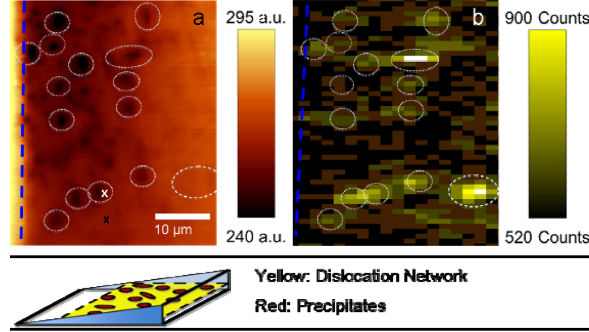 295 a.u.
a
240 a.u.
x
x
10 µm
b
900 Counts
520 Counts
Yellow: Dislocation Network
Red: Precipitates